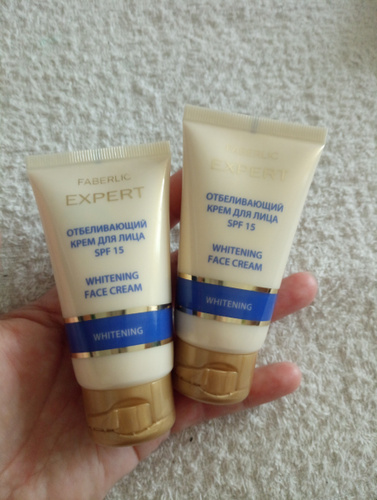 FABERLIC
EXPERT
ОТБЕЛИВАЮЩИЙ
КРЕМ ДЛЯ ЛИЦА
SPF 15
WHITENING
FACE CREAM
WHITENING
EXPERT
ОТБЕЛИВАЮЩИЙ
КРЕМ ДЛЯ ЛИЦА
SPF 15
WHITENING
FACE CREAM
WHITENING